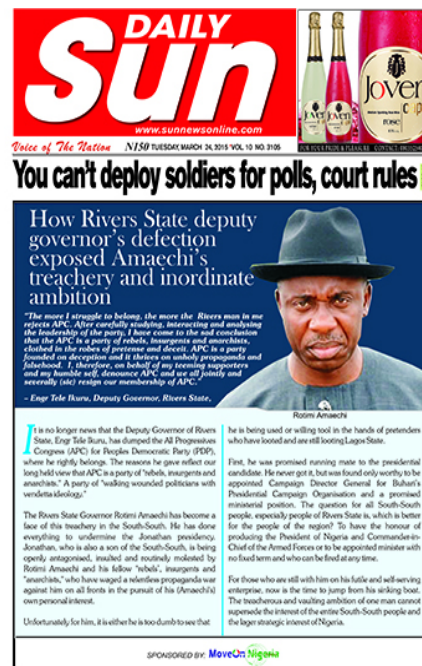 DAILY
Sun
www.sunnewsonline.com
Jover
cup
Jover
cup
Jover
cup
ROSE
FOR YOUR PRIDE & PLEASURE
Voice of The Nation
N150 TUESDAY, MARCH 24, 2015 VOL. 10 NO. 3105
You can't deploy soldiers for polls, court rules
How Rivers State deputy
governor's defection
exposed Amaechi's
treachery and inordinate
ambition
"The more I struggle to belong, the more the Rivers man in me
rejects APC. After carefully studying, interacting and analysing
the leadership of the party, I have come to the sad conclusion
that the APC is a party of rebels, insurgents and anarchists,
clothed in the robes of pretense and deceit. APC is a party
founded on deception and it thrives on unholy propaganda and
falsehood. I, therefore, on behalf of my teeming supporters
and my humble self, denounce APC and we all jointly and
severally (sic) resign our membership of APC."
– Engr Tele Ikuru, Deputy Governor, Rivers State,
Rotimi Amaechi
It is no longer news that the Deputy Governor of Rivers
State, Engr Tele Ikuru, has dumped the All Progressives
Congress (APC) for Peoples Democratic Party (PDP),
where he rightly belongs. The reasons he gave reflect our
long held view that APC is a party of "rebels, insurgents and
anarchists." A party of "walking wounded politicians with
vendetta ideology."
The Rivers State Governor Rotimi Amaechi has become a
face of this treachery in the South-South. He has done
everything to undermine the Jonathan presidency.
Jonathan, who is also a son of the South-South, is being
openly antagonised, insulted and routinely molested by
Rotimi Amaechi and his fellow "rebels', insurgents and
"anarchists," who have waged a relentless propaganda war
against him on all fronts in the pursuit of his (Amaechi's)
own personal interest.
Unfortunately for him, it is either he is too dumb to see that
he is being used or willing tool in the hands of pretenders
who have looted and are still looting Lagos State.
First, he was promised running mate to the presidential
candidate. He never got it, but was found only worthy to be
appointed Campaign Director General for Buhari's
Presidential Campaign Organisation and a promised
ministerial position. The question for all South-South
people, especially people of Rivers State is, which is better
for the people of the region? To have the honour of
producing the President of Nigeria and Commander-in-
Chief of the Armed Forces or to be appointed minister with
no fixed term and who can be fired at any time.
For those who are still with him on his futile and self-serving
enterprise, now is the time to jump from his sinking boat.
The treacherous and vaulting ambition of one man cannot
supersede the interest of the entire South-South people and
the lager strategic interest of Nigeria.
SPONSORED BY: MoveOn Nigeria